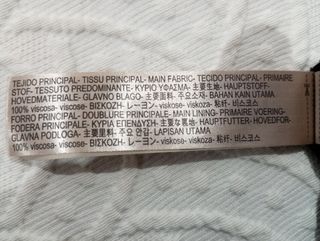 TEJIDO PRINCIPAL- TISSU PRINCIPAL- MAIN FABRIC- TECIDO PRINCIPAL- PRIMAIRE
STOF- TESSUTO PREDOMINANTE- ΚΥΡΙΟ ΥΦΑΣΜΑ- 主要な生地- HAUPTSTOFF-
HOVEDMATERIALE- GLAVNO BLAGO- 主要面料- 주요소재- BAHAN KAIN UTAMA
100% viscosa- viscose- ΒΙΣΚΟΖΗ- レーヨン- viskose- viskoza- 粘纤- 비스코스
FORRO PRINCIPAL- DOUBLURE PRINCIPALE- MAIN LINING- PRIMAIRE VOERING-
FODERA PRINCIPALE- ΚΥΡΙΑ ΕΠΕΝΔΥΣΗ- 主要な裏地- HAUPTFUTTER- HOVEDFOR-
GLAVNA PODLOGA- 主要里料- 주요 안감- LAPISAN UTAMA
100% viscosa- viscose- ΒΙΣΚΟΖΗ- レーヨン- viskose- viskoza- 粘纤- 비스코스